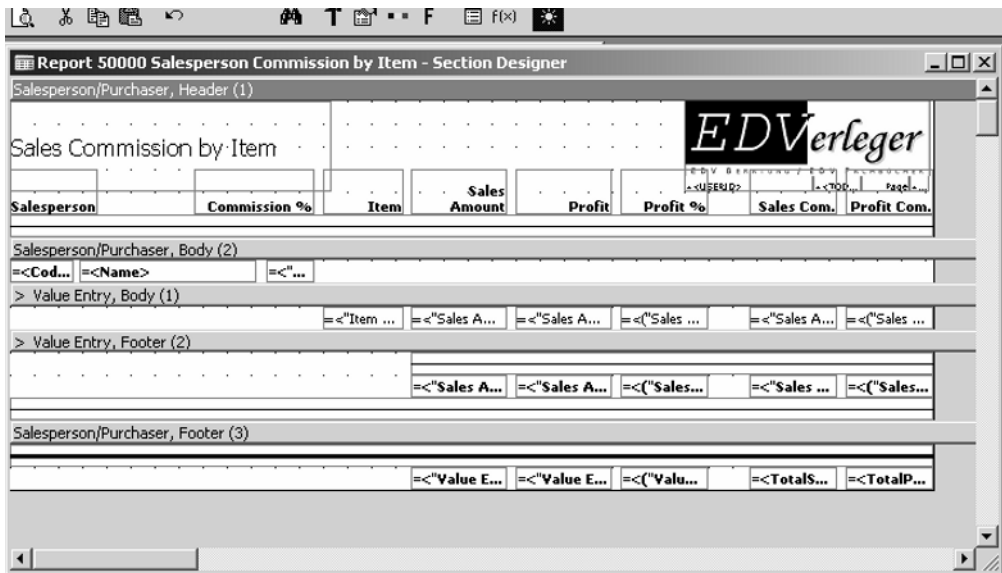 F f(x)
Report 50000 Salesperson Commission by Item - Section Designer
Salesperson/Purchaser, Header (1)
Sales Commission by Item
EDVerleger
=<USERID> =<TOD... Page =...
Salesperson Commission % Item Sales Amount Profit Profit % Sales Com. Profit Com.
Salesperson/Purchaser, Body (2)
=<Cod... =<Name> =<"...
> Value Entry, Body (1)
=<"Item ... =<"Sales A... =<"Sales A... =<("Sales ... =<"Sales A... =<("Sales ...
> Value Entry, Footer (2)
=<"Sales A... =<"Sales A... =<("Sales... =<"Sales ... =<("Sales...
Salesperson/Purchaser, Footer (3)
=<"Value E... =<"Value E... =<("Valu... =<TotalS... =<TotalP...